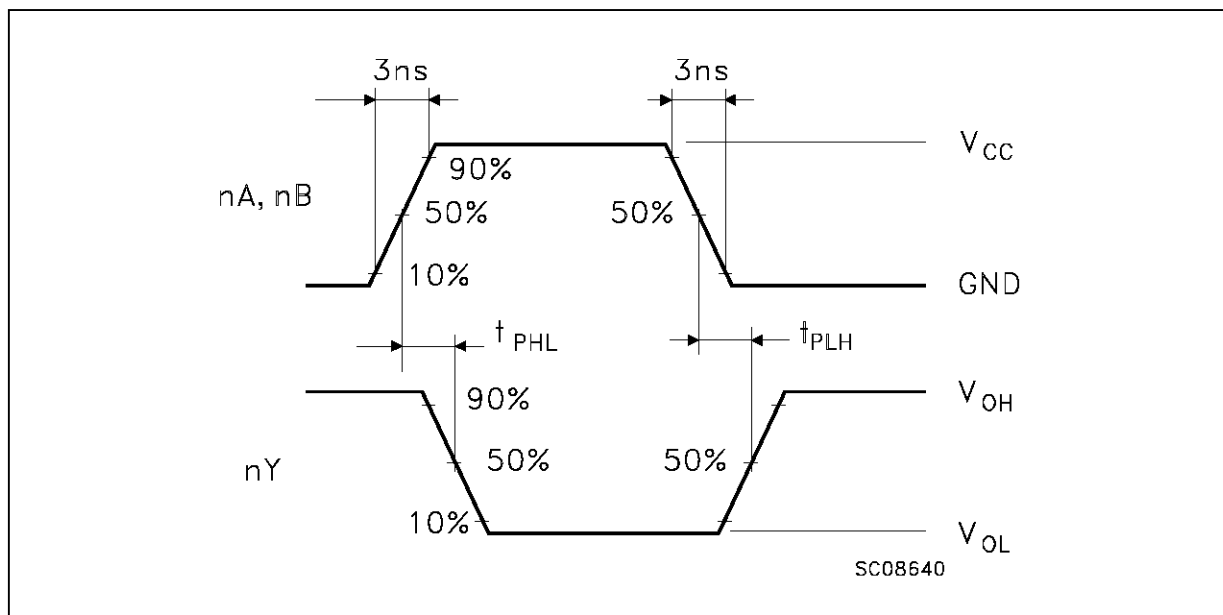 3ns
3ns
V_CC
90%
nA, nB
50%
50%
10%
GND
t_PHL
t_PLH
90%
V_OH
50%
50%
nY
10%
V_OL
SC08640